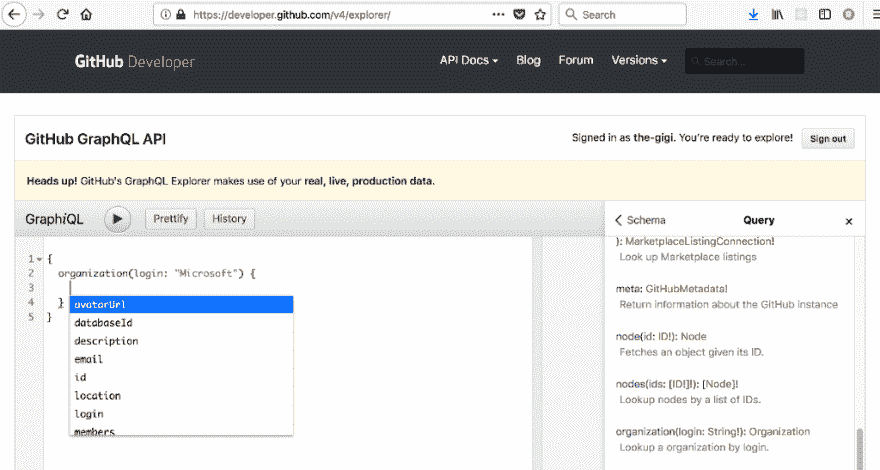 https://developer.github.com/v4/explorer/
Search
GitHub Developer
API Docs
Blog
Forum
Versions
Search...
GitHub GraphQL API
Signed in as the-gigi. You're ready to explore!
Sign out
Heads up! GitHub's GraphQL Explorer makes use of your real, live, production data.
GraphiQL
Prettify
History
Schema
Query
1 {
2 organization(login: "Microsoft") {
3
4 }
5 }
avatarUrl
databaseId
description
email
id
location
login
members
): MarketplaceListingConnection!
Look up Marketplace listings
meta: GitHubMetadata!
Return information about the GitHub instance
node(id: ID!): Node
Fetches an object given its ID.
nodes(ids: [ID!]!): [Node]!
Lookup nodes by a list of IDs.
organization(login: String!): Organization
Lookup a organization by login.